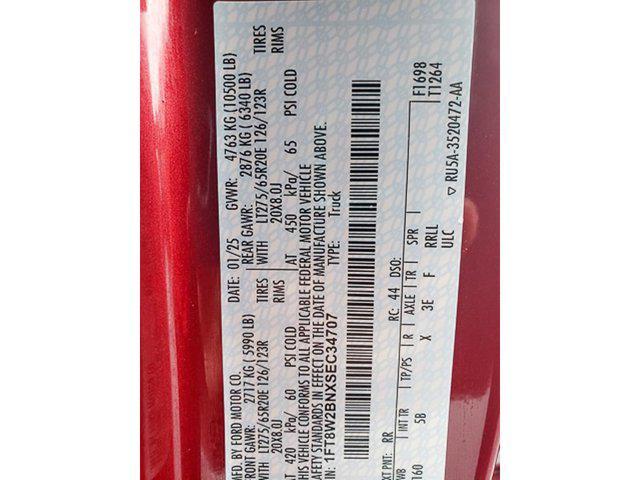 MFD. BY FORD MOTOR CO.
DATE: 01/25 GVWR: 4763 KG (10500 LB)
FRONT GAWR: 2717 KG (5990 LB) REAR GAWR: 2876 KG (6340 LB)
LT275/65R20E 126/123R TIRES WITH LT275/65R20E 126/123R TIRES
20X8.0J RIMS 20X8.0J RIMS
AT 420 kPa/ 60 PSI COLD AT 450 kPa/ 65 PSI COLD
THIS VEHICLE CONFORMS TO ALL APPLICABLE FEDERAL MOTOR VEHICLE
SAFETY STANDARDS IN EFFECT ON THE DATE OF MANUFACTURE SHOWN ABOVE.
VIN: 1FT8W2BNXSEC34707 Truck
F1698
T1264
EXT PNT: RR RC: 44 DSO:
WB INT TR TP/PS R AXLE TR SPR
160 5B X 3E F RRLL
ULC ▽ RU5A-3520472-AA